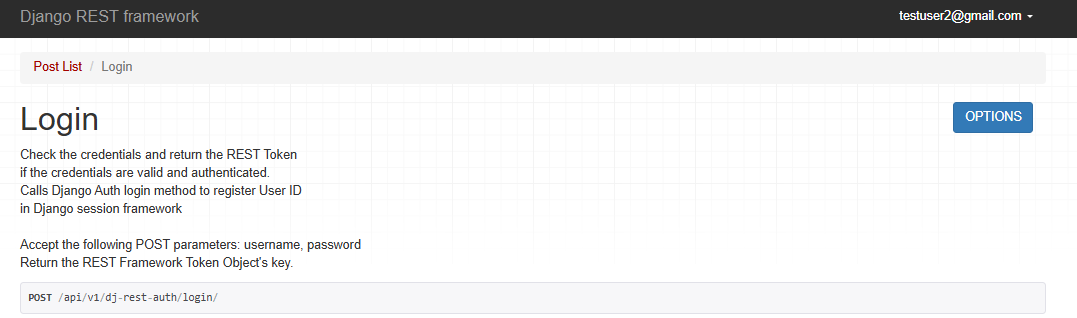 Django REST framework testuser2@gmail.com
Post List / Login
Login
OPTIONS
Check the credentials and return the REST Token
if the credentials are valid and authenticated.
Calls Django Auth login method to register User ID
in Django session framework
Accept the following POST parameters: username, password
Return the REST Framework Token Object's key.
POST /api/v1/dj-rest-auth/login/